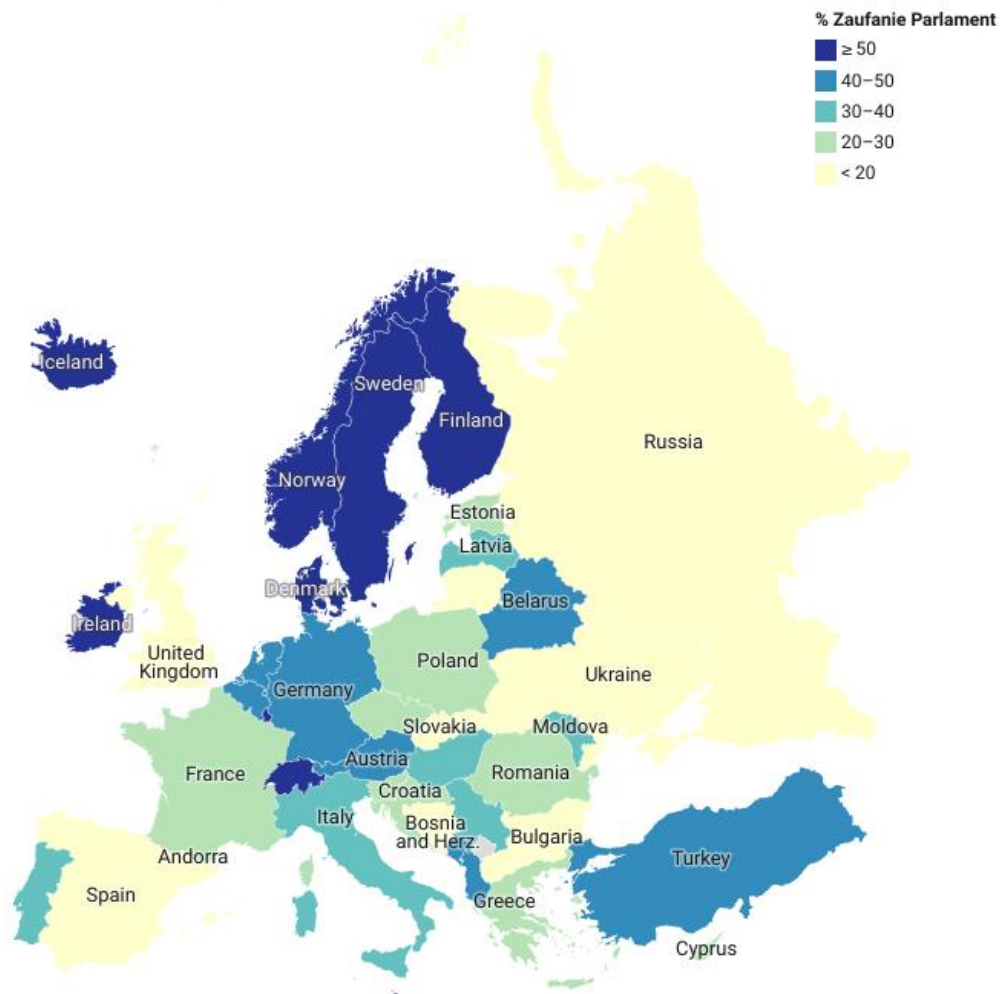 % Zaufanie Parlament
≥ 50
40–50
30–40
20–30
< 20
Iceland
Sweden
Finland
Russia
Norway
Estonia
Latvia
Denmark
Belarus
Ireland
United
Kingdom
Poland
Ukraine
Germany
Slovakia
Moldova
Austria
France
Romania
Croatia
Italy
Bosnia
and Herz.
Bulgaria
Andorra
Turkey
Spain
Greece
Cyprus